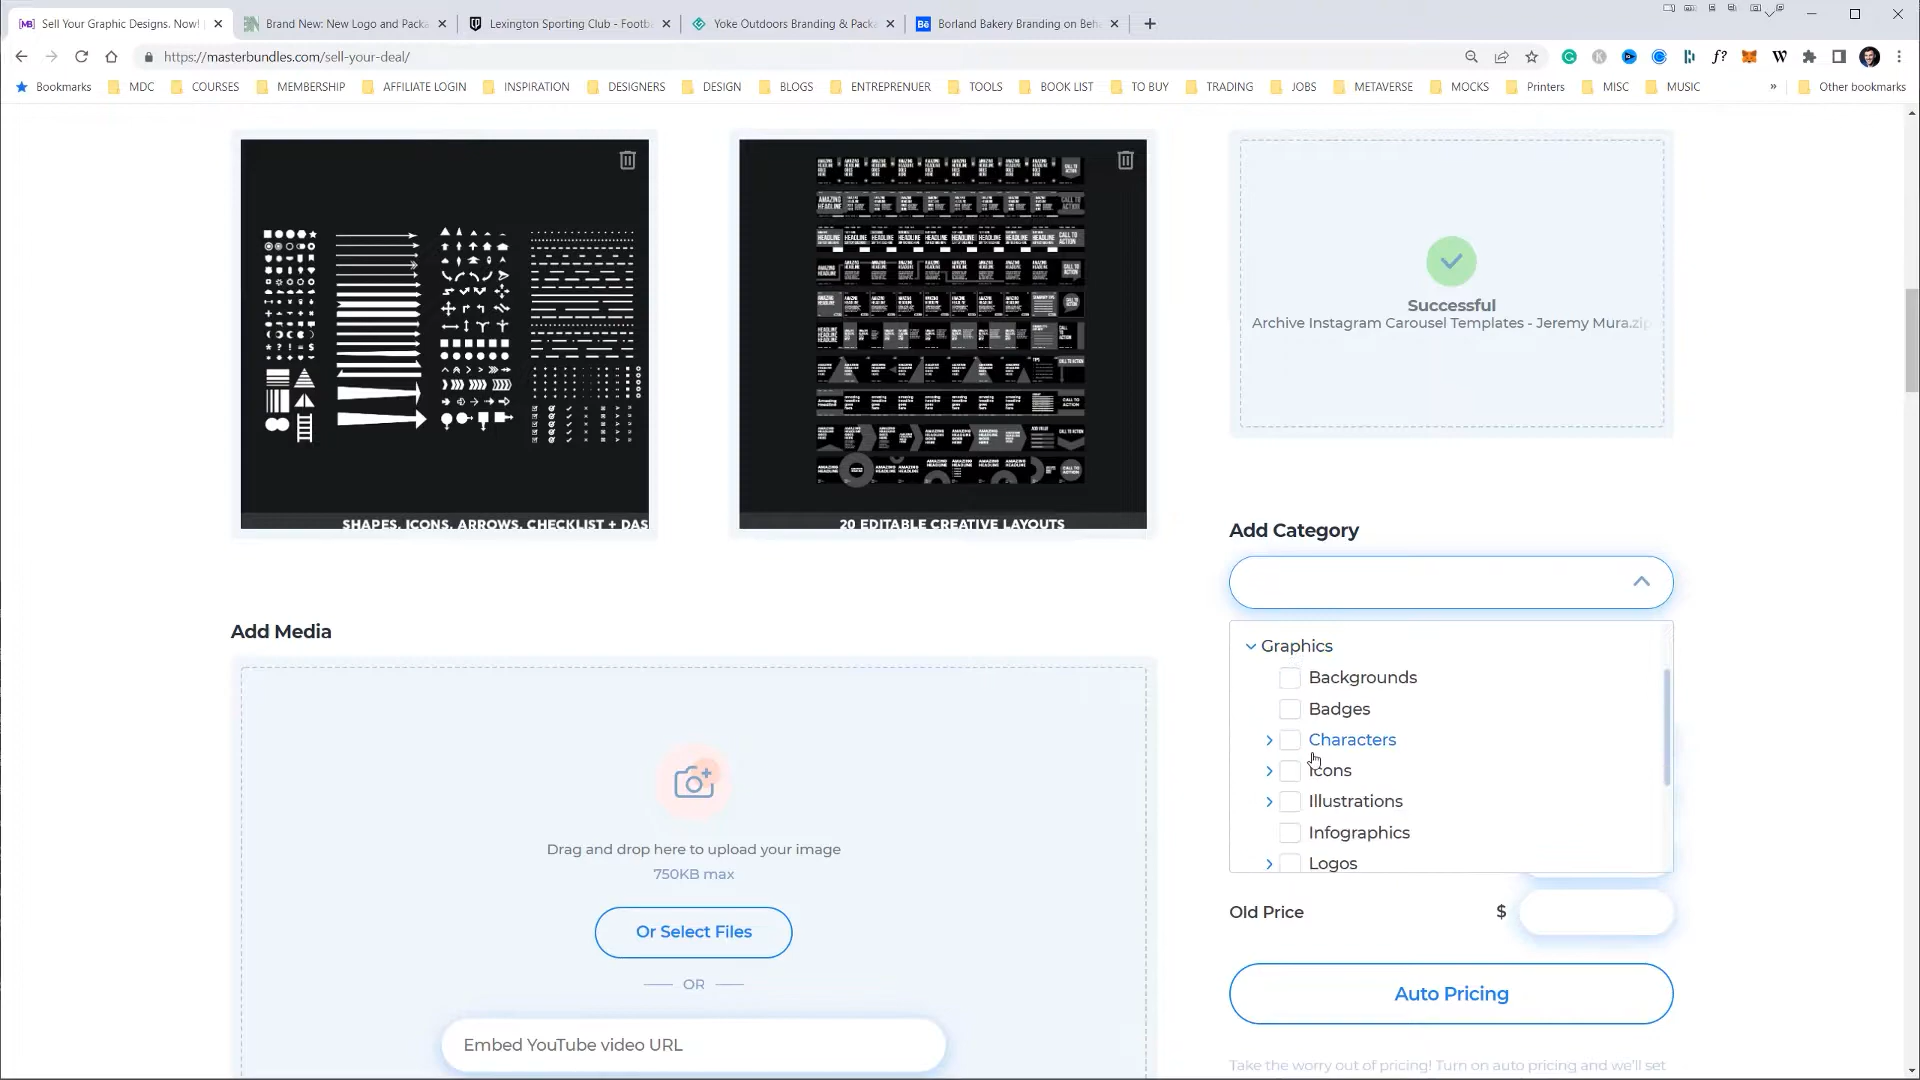 Sell Your Graphic Designs. Now! |
Brand New: New Logo and Packa
Lexington Sporting Club - Footb
Yoke Outdoors Branding & Packa
Borland Bakery Branding on Beha
https://masterbundles.com/sell-your-deal/
Bookmarks
MDC
COURSES
MEMBERSHIP
AFFILIATE LOGIN
INSPIRATION
DESIGNERS
DESIGN
BLOGS
ENTREPRENUER
TOOLS
BOOK LIST
TO BUY
TRADING
JOBS
METAVERSE
MOCKS
Printers
MISC
MUSIC
»
Other bookmarks
SHAPES, ICONS, ARROWS, CHECKLIST + DAS
20 EDITABLE CREATIVE LAYOUTS
Successful
Archive Instagram Carousel Templates - Jeremy Mura.zip
Add Category
Graphics
Backgrounds
Badges
Characters
Icons
Illustrations
Infographics
Logos
Old Price $
Auto Pricing
Take the worry out of pricing! Turn on auto pricing and we'll set
Add Media
Drag and drop here to upload your image
750KB max
Or Select Files
OR
Embed YouTube video URL